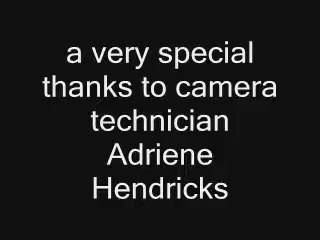 a very special
thanks to camera
technician
Adriene
Hendricks